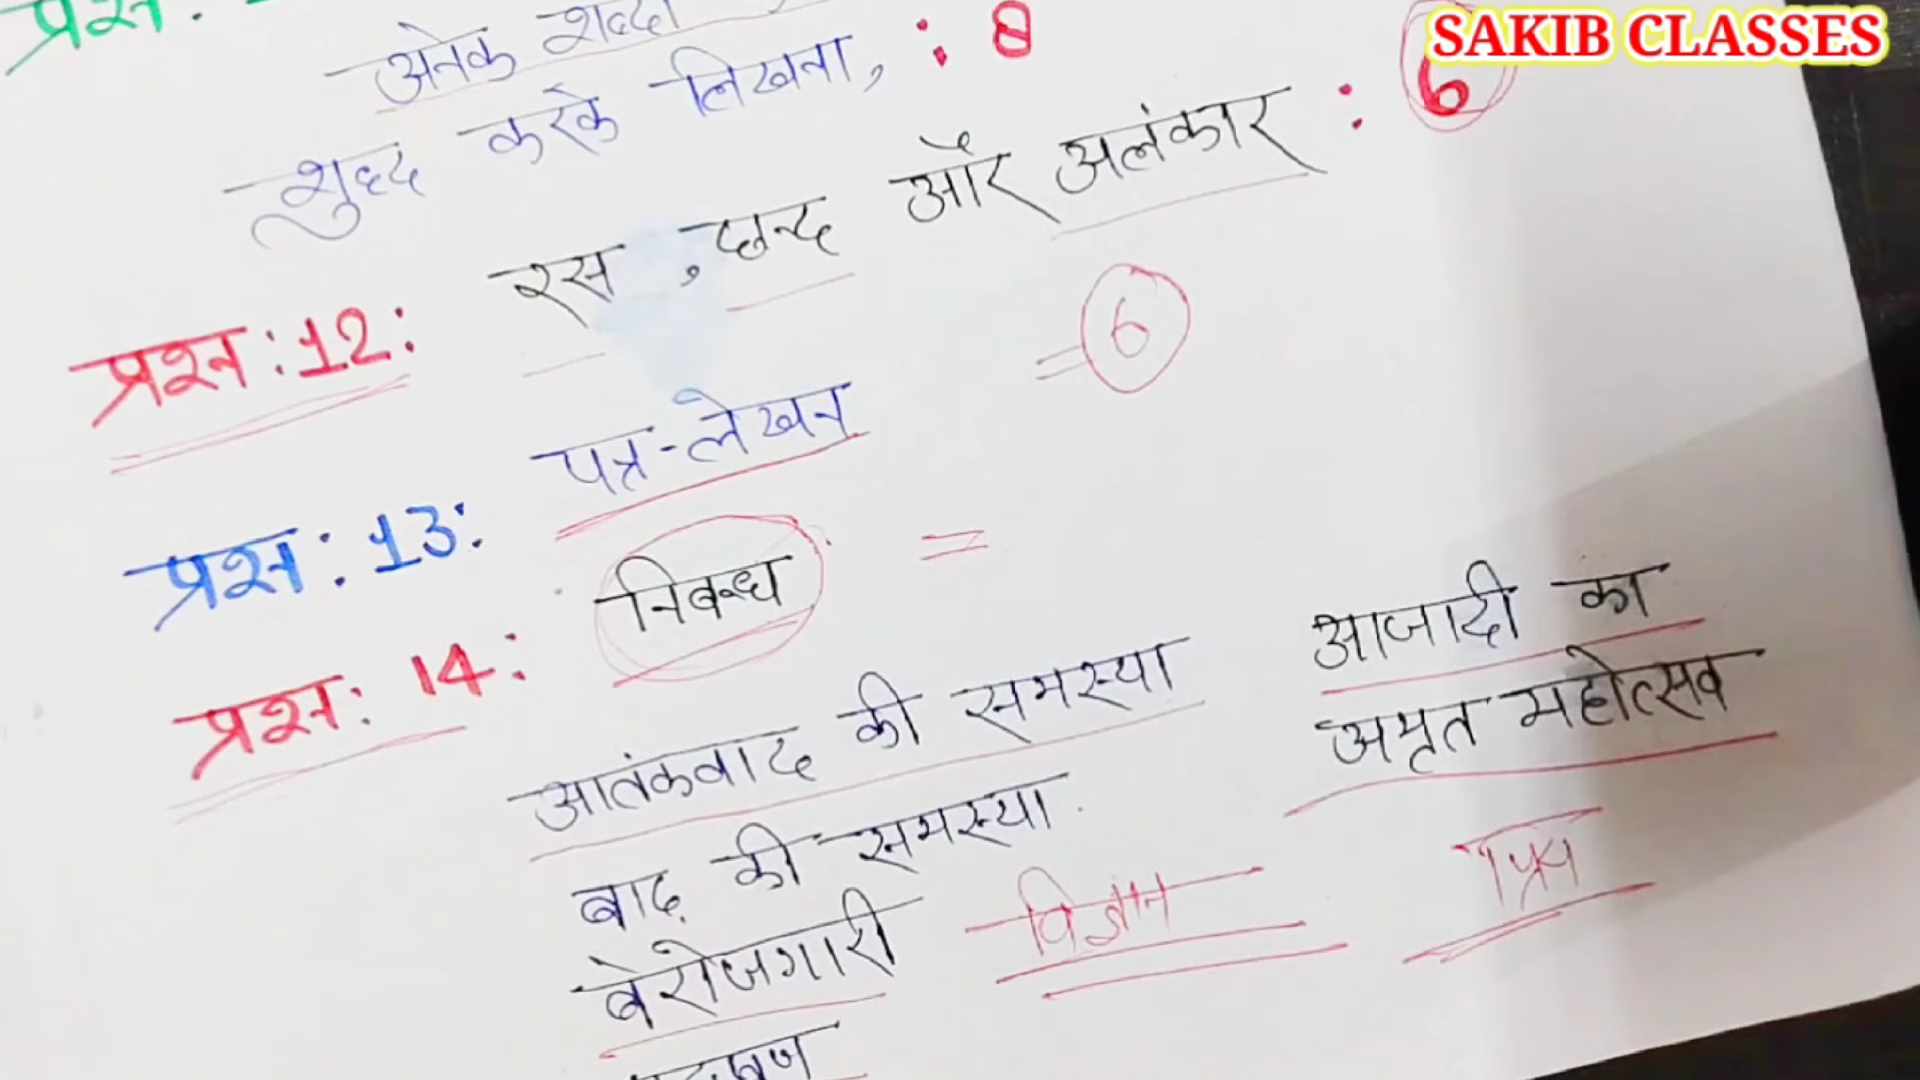 प्रश्न:
SAKIB CLASSES
अनेक शब्दों
शुद्ध करके लिखना, : 8
प्रश्न:12: रस ,छन्द और अलंकार : 6
प्रश्न: 13: पत्र-लेखन = 6
प्रश्न: 14: निबन्ध =
आतंकवाद की समस्या
आजादी का
अमृत महोत्सव
बाढ़ की समस्या
बेरोजगारी
विज्ञान